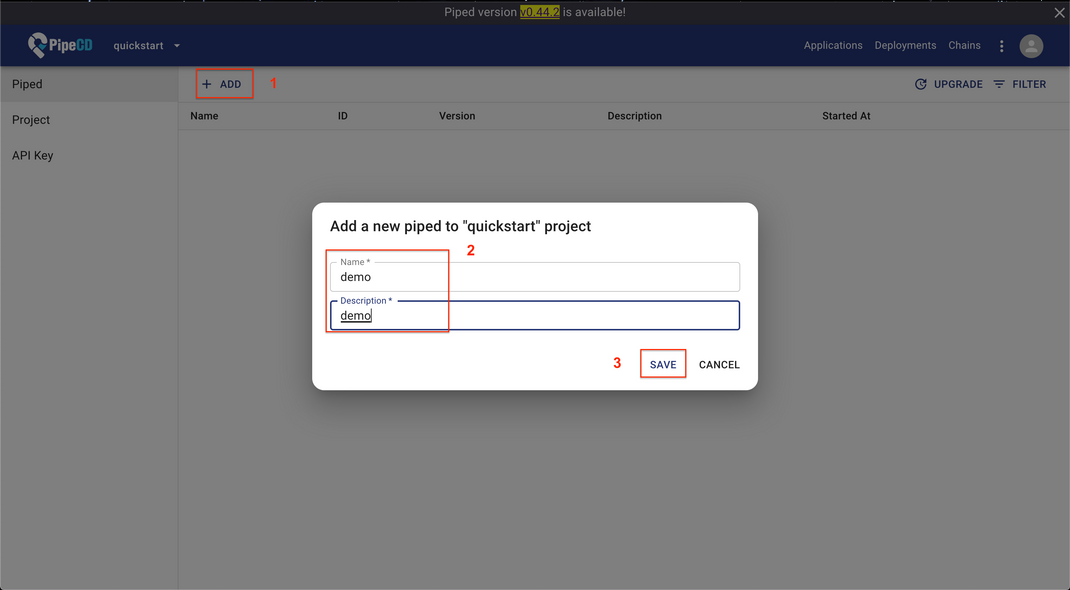 Piped version v0.44.2 is available!
PipeCD quickstart Applications Deployments Chains
Piped
Project
API Key
+ ADD 1 UPGRADE FILTER
Name ID Version Description Started At
Add a new piped to "quickstart" project
2
Name *
demo
Description *
demo
3 SAVE CANCEL